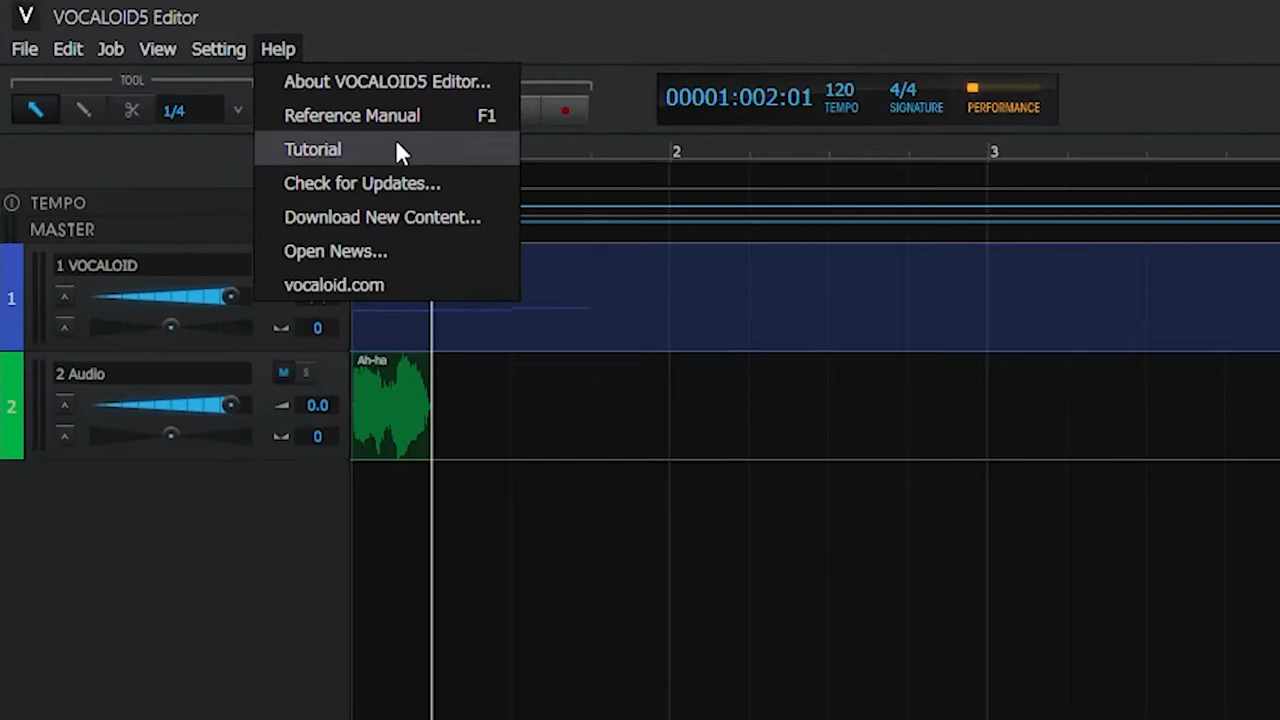 V VOCALOID5 Editor
File Edit Job View Setting Help
TOOL
1/4
About VOCALOID5 Editor...
Reference Manual F1
Tutorial
Check for Updates...
Download New Content...
Open News...
vocaloid.com
00001:002:01 120 4/4
TEMPO SIGNATURE PERFORMANCE
2 3
TEMPO
MASTER
1 1 VOCALOID
0
2 2 Audio M S
0.0
0
Ah-ha